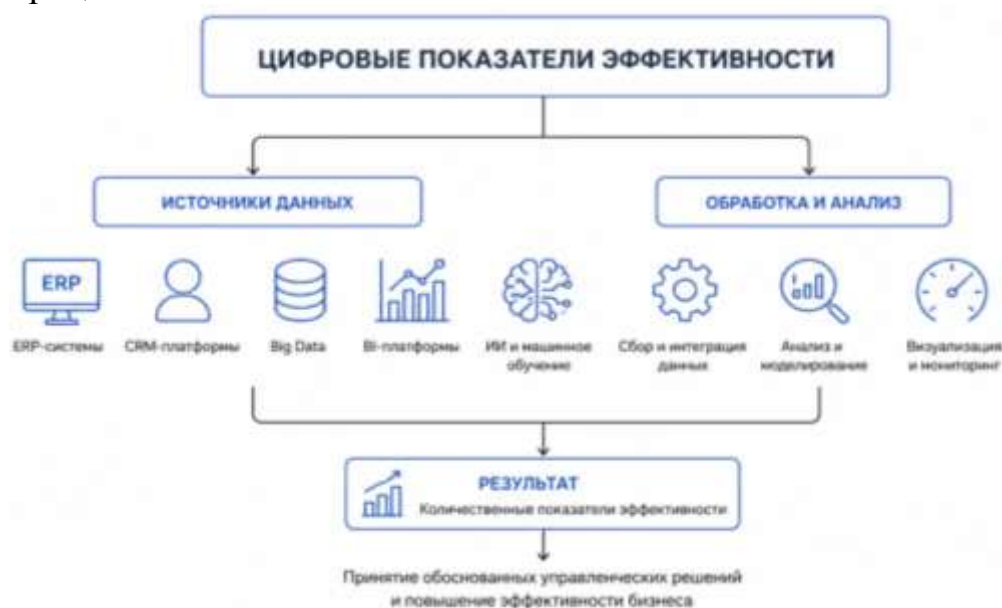 ЦИФРОВЫЕ ПОКАЗАТЕЛИ ЭФФЕКТИВНОСТИ
ИСТОЧНИКИ ДАННЫХ
ОБРАБОТКА И АНАЛИЗ
ERP
ERP-системы
CRM-платформы
Big Data
BI-платформы
ИИ и машинное
обучение
Сбор и интеграция
данных
Анализ и
моделирование
Визуализация
и мониторинг
РЕЗУЛЬТАТ
Количественные показатели эффективности
Принятие обоснованных управленческих решений
и повышение эффективности бизнеса